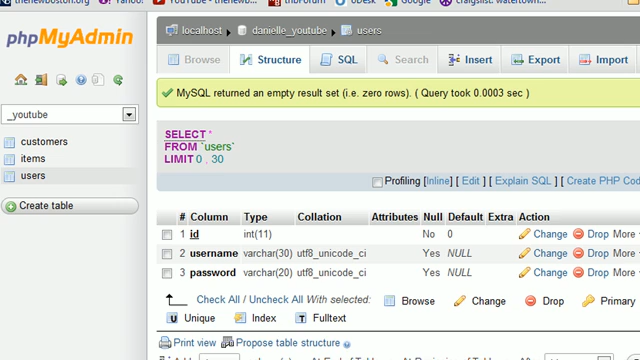 thenewboston.org
Yahoo!
YouTube
thenewb
thbForum
oDesk
Google
craigslist: watertown...
phpMyAdmin
localhost
danielle_youtube
users
Browse
Structure
SQL
Search
Insert
Export
Import
_youtube
customers
items
users
Create table
MySQL returned an empty result set (i.e. zero rows). ( Query took 0.0003 sec )
SELECT *
FROM `users`
LIMIT 0 , 30
Profiling [Inline] [ Edit ] [ Explain SQL ] [ Create PHP Cod
# Column Type Collation Attributes Null Default Extra Action
1 id int(11) No 0 Change Drop More
2 username varchar(30) utf8_unicode_ci Yes NULL Change Drop More
3 password varchar(20) utf8_unicode_ci Yes NULL Change Drop More
Check All / Uncheck All With selected: Browse Change Drop Primary
U Unique Index T Fulltext
Print view Propose table structure